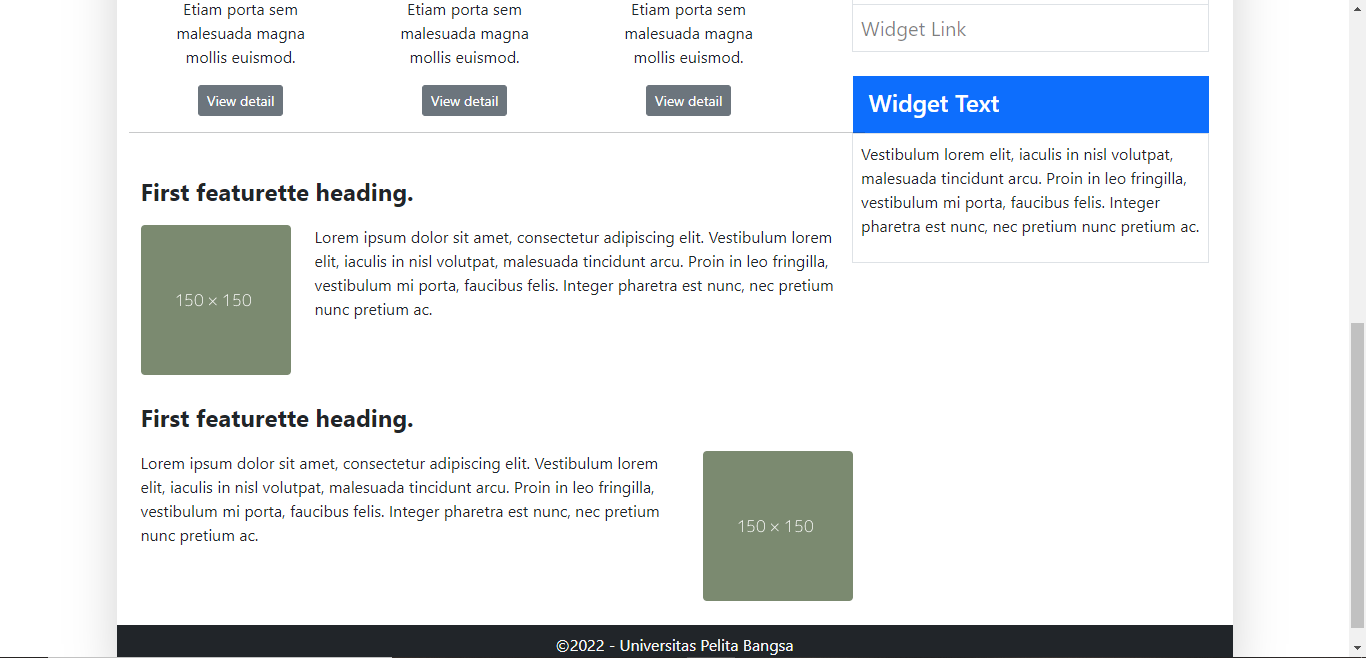 Etiam porta sem
malesuada magna
mollis euismod.
View detail
Etiam porta sem
malesuada magna
mollis euismod.
View detail
Etiam porta sem
malesuada magna
mollis euismod.
View detail
First featurette heading.
150 × 150
Lorem ipsum dolor sit amet, consectetur adipiscing elit. Vestibulum lorem
elit, iaculis in nisl volutpat, malesuada tincidunt arcu. Proin in leo fringilla,
vestibulum mi porta, faucibus felis. Integer pharetra est nunc, nec pretium
nunc pretium ac.
First featurette heading.
Lorem ipsum dolor sit amet, consectetur adipiscing elit. Vestibulum lorem
elit, iaculis in nisl volutpat, malesuada tincidunt arcu. Proin in leo fringilla,
vestibulum mi porta, faucibus felis. Integer pharetra est nunc, nec pretium
nunc pretium ac.
150 × 150
Widget Link
Widget Text
Vestibulum lorem elit, iaculis in nisl volutpat,
malesuada tincidunt arcu. Proin in leo fringilla,
vestibulum mi porta, faucibus felis. Integer
pharetra est nunc, nec pretium nunc pretium ac.
©2022 - Universitas Pelita Bangsa